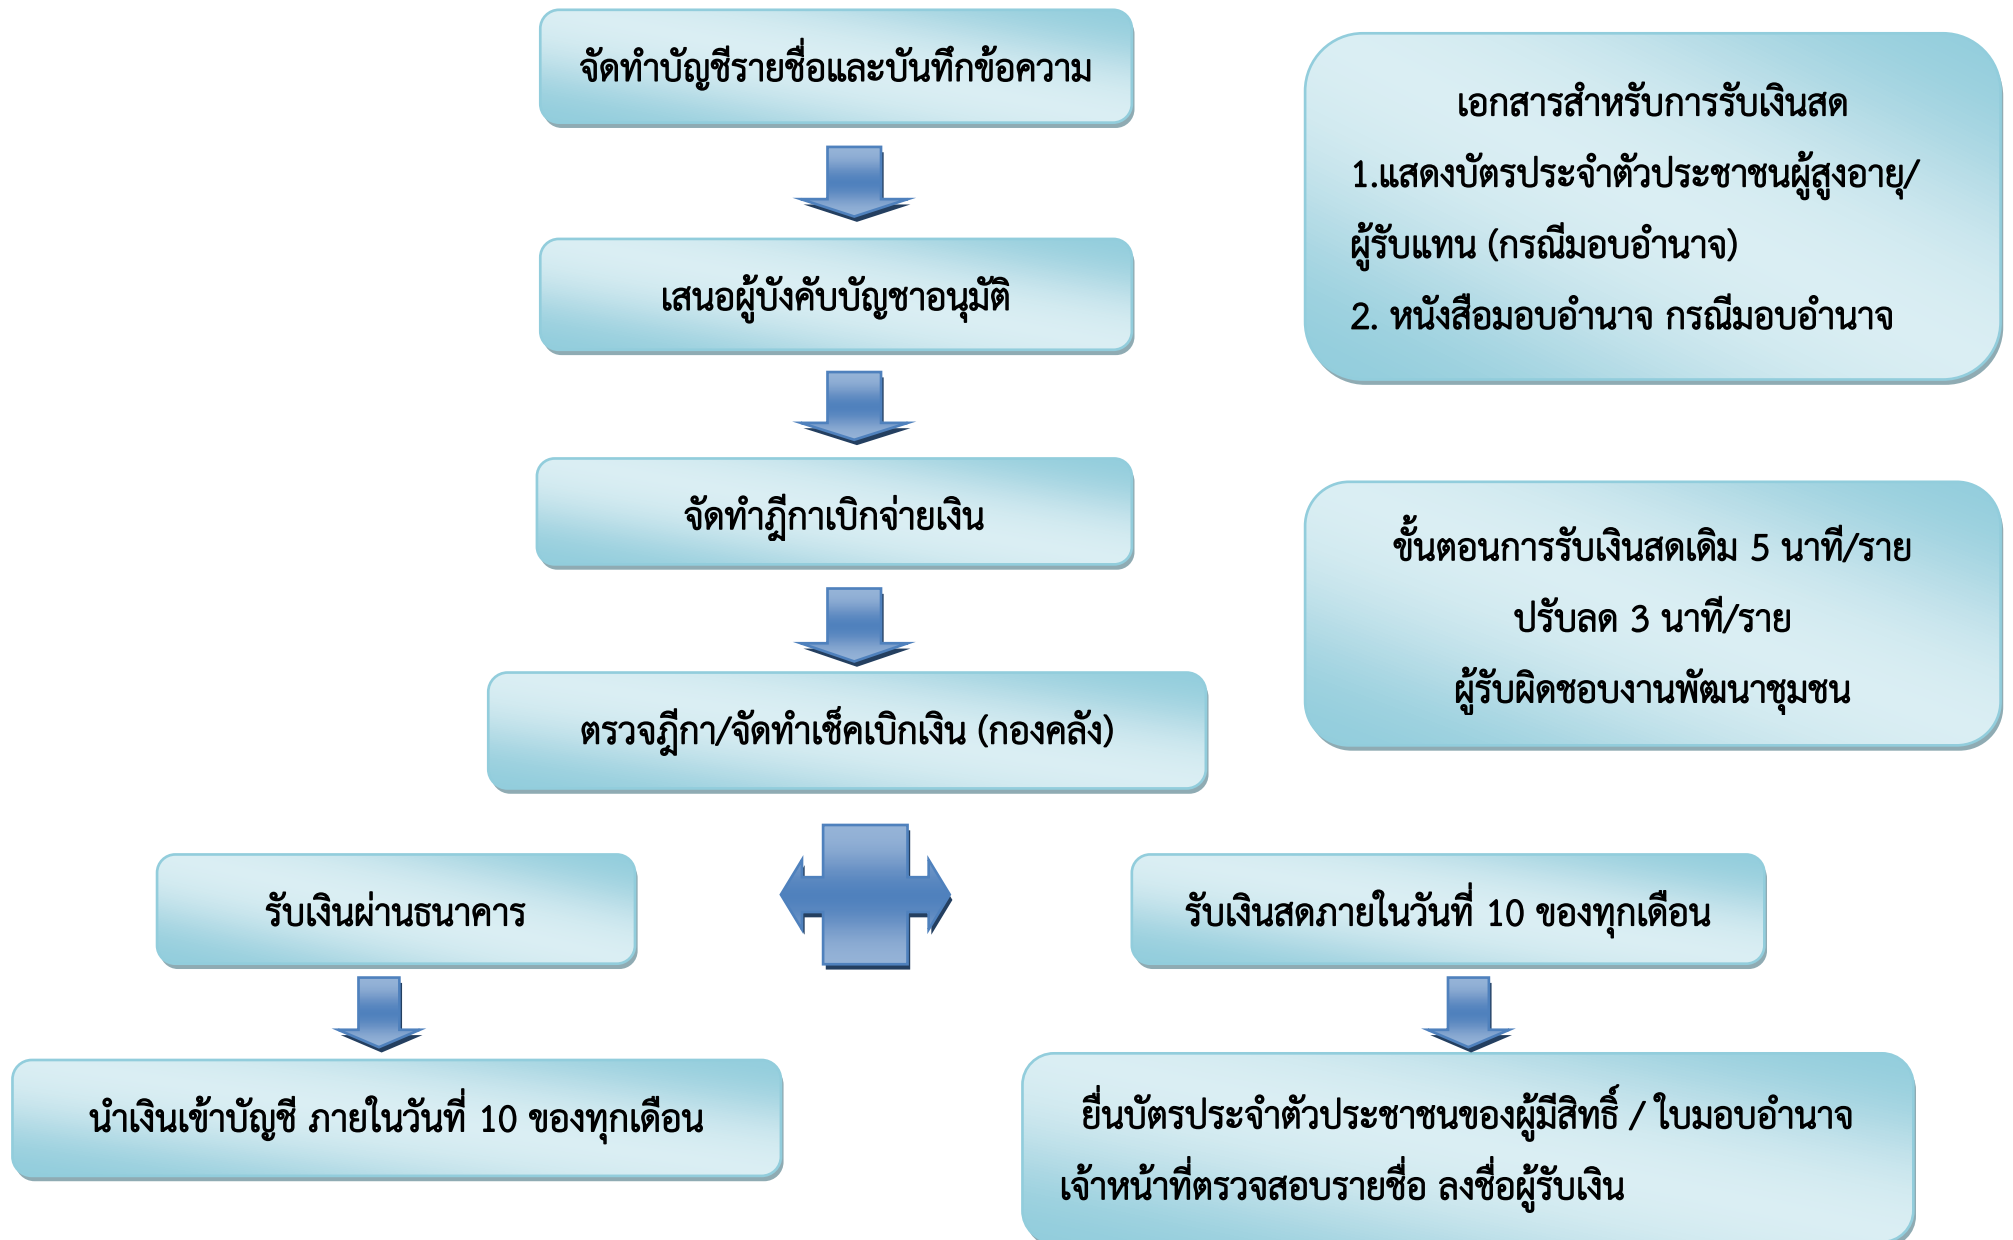 จัดทำบัญชีรายชื่อและบันทึกข้อความ
เสนอผู้บังคับบัญชาอนุมัติ
จัดทำฎีกาเบิกจ่ายเงิน
ตรวจฎีกา/จัดทำเช็คเบิกเงิน (กองคลัง)
เอกสารสำหรับการรับเงินสด
1.แสดงบัตรประจำตัวประชาชนผู้สูงอายุ/
ผู้รับแทน (กรณีมอบอำนาจ)
2. หนังสือมอบอำนาจ กรณีมอบอำนาจ
ขั้นตอนการรับเงินสดเดิม 5 นาที/ราย
ปรับลด 3 นาที/ราย
ผู้รับผิดชอบงานพัฒนาชุมชน
รับเงินผ่านธนาคาร
นำเงินเข้าบัญชี ภายในวันที่ 10 ของทุกเดือน
รับเงินสดภายในวันที่ 10 ของทุกเดือน
ยื่นบัตรประจำตัวประชาชนของผู้มีสิทธิ์ / ใบมอบอำนาจ
เจ้าหน้าที่ตรวจสอบรายชื่อ ลงชื่อผู้รับเงิน